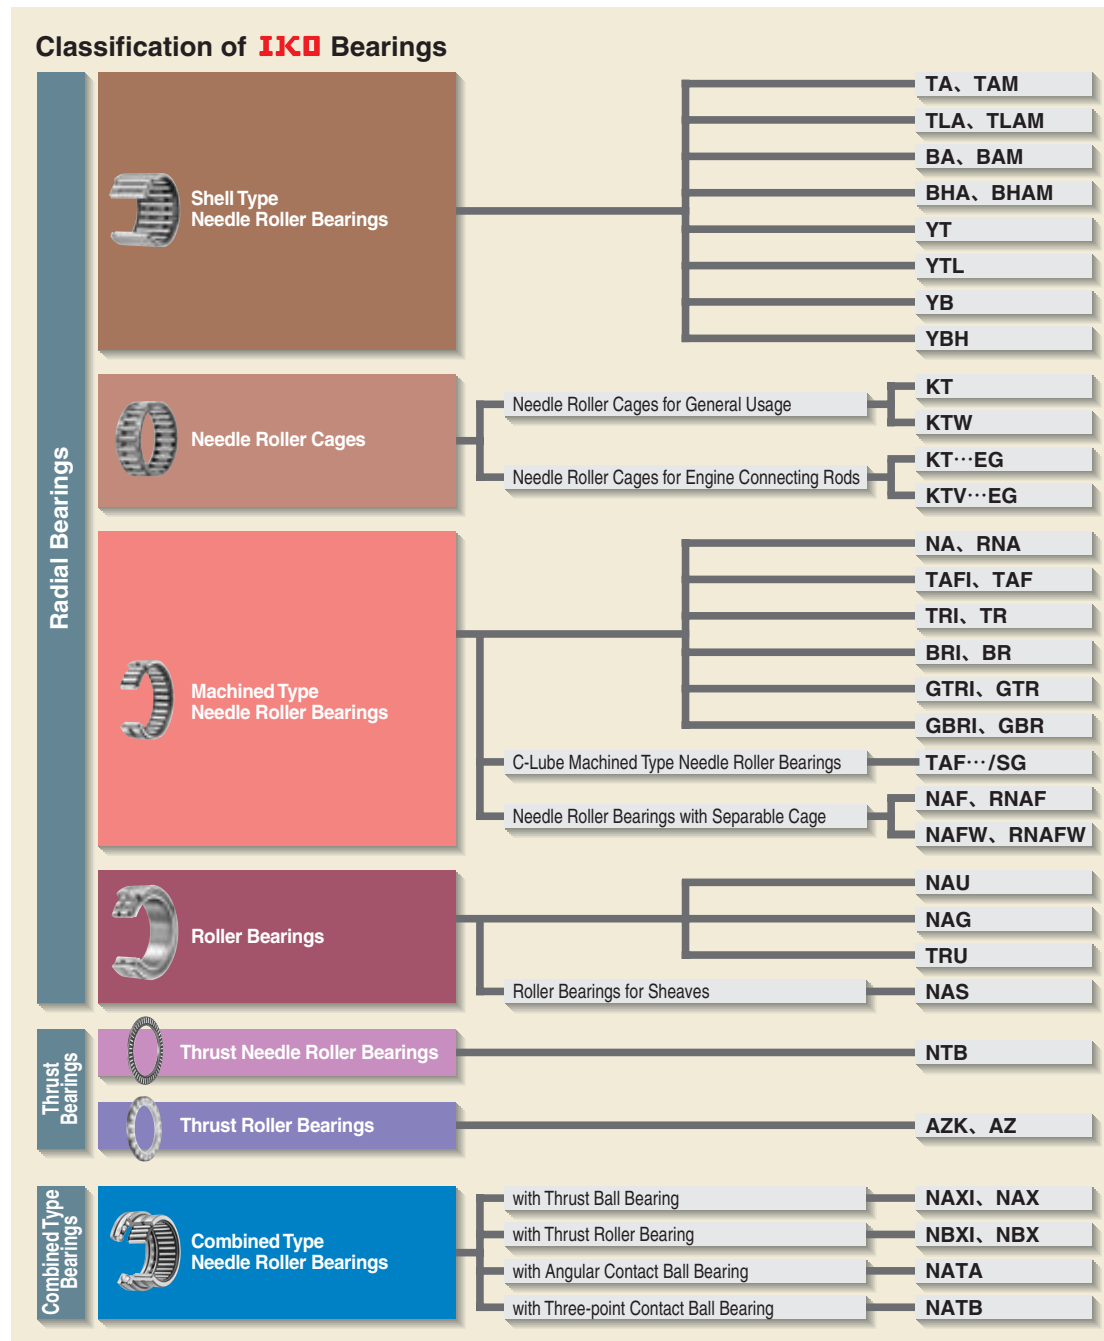 Classification of IKO Bearings
Radial Bearings
Shell Type
Needle Roller Bearings
TA、TAM
TLA、TLAM
BA、BAM
BHA、BHAM
YT
YTL
YB
YBH
Needle Roller Cages
Needle Roller Cages for General Usage
KT
KTW
Needle Roller Cages for Engine Connecting Rods
KT⋯EG
KTV⋯EG
Machined Type
Needle Roller Bearings
NA、RNA
TAFI、TAF
TRI、TR
BRI、BR
GTRI、GTR
GBRI、GBR
C-Lube Machined Type Needle Roller Bearings
TAF⋯/SG
Needle Roller Bearings with Separable Cage
NAF、RNAF
NAFW、RNAFW
Roller Bearings
NAU
NAG
TRU
Roller Bearings for Sheaves
NAS
Thrust
Bearings
Thrust Needle Roller Bearings
NTB
Thrust Roller Bearings
AZK、AZ
Combined Type
Bearings
Combined Type
Needle Roller Bearings
with Thrust Ball Bearing
NAXI、NAX
with Thrust Roller Bearing
NBXI、NBX
with Angular Contact Ball Bearing
NATA
with Three-point Contact Ball Bearing
NATB